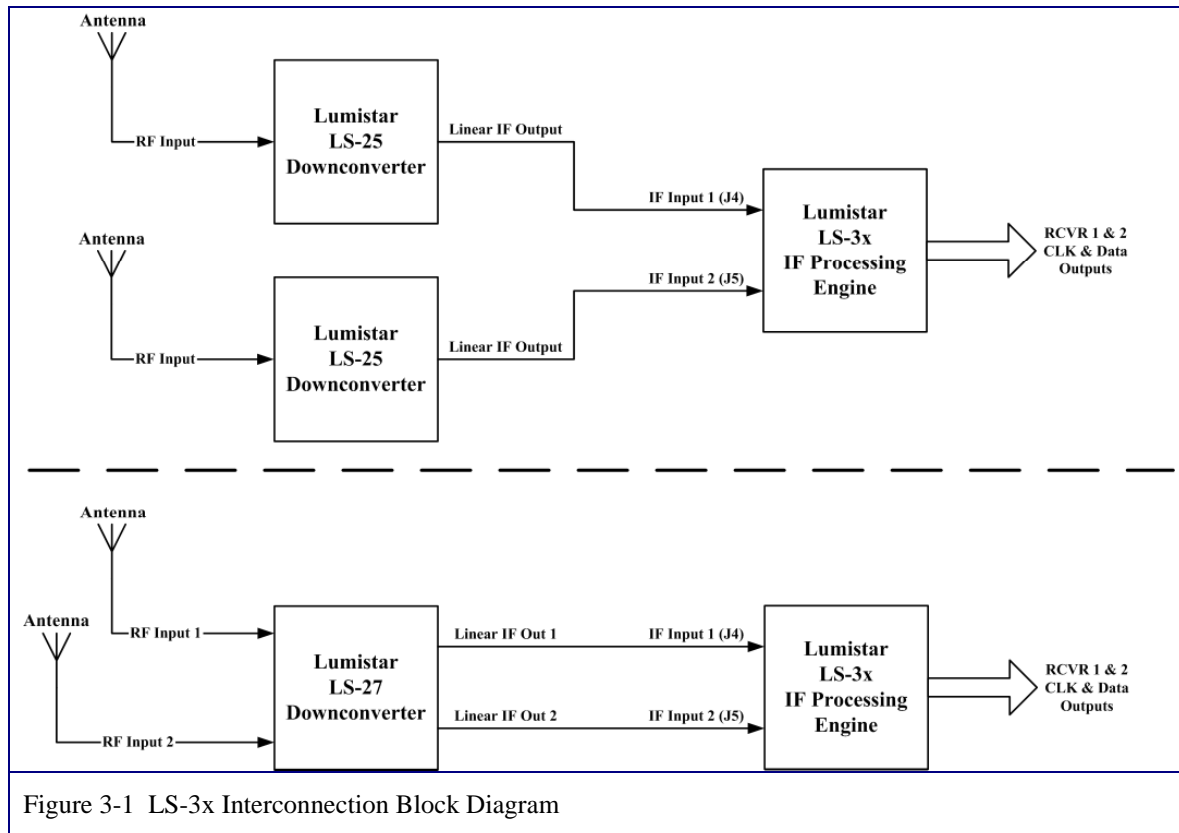 Antenna
RF Input
Lumistar
LS-25
Downconverter
Linear IF Output
Antenna
RF Input
Lumistar
LS-25
Downconverter
Linear IF Output
IF Input 1 (J4)
IF Input 2 (J5)
Lumistar
LS-3x
IF Processing
Engine
RCVR 1 & 2
CLK & Data
Outputs
Antenna
Antenna
RF Input 1
RF Input 2
Lumistar
LS-27
Downconverter
Linear IF Out 1
IF Input 1 (J4)
Linear IF Out 2
IF Input 2 (J5)
Lumistar
LS-3x
IF Processing
Engine
RCVR 1 & 2
CLK & Data
Outputs
Figure 3-1 LS-3x Interconnection Block Diagram